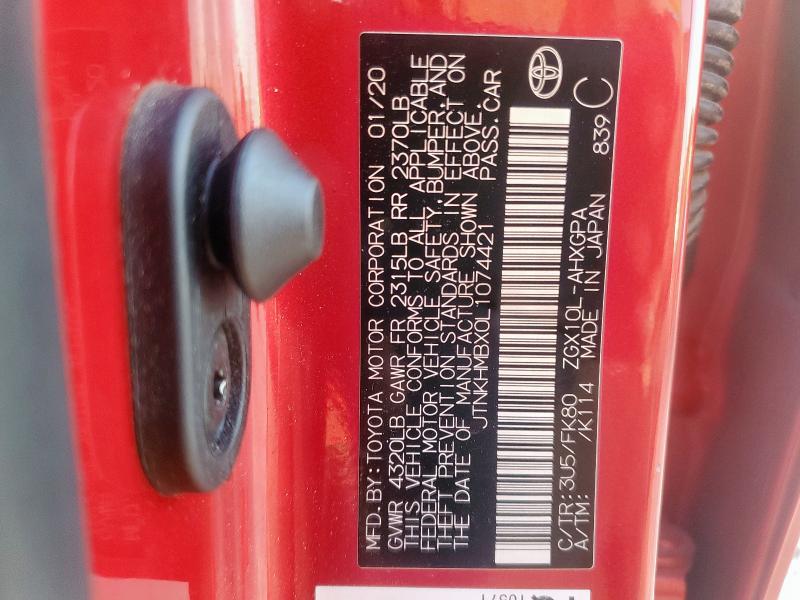 MFD.BY:TOYOTA MOTOR CORPORATION 01/20
GVWR 4320LB GAWR FR 2315LB RR 2370LB
THIS VEHICLE CONFORMS TO ALL APPLICABLE
FEDERAL MOTOR VEHICLE SAFETY,BUMPER,AND
THEFT PREVENTION STANDARDS IN EFFECT ON
THE DATE OF MANUFACTURE SHOWN ABOVE.
JTNKHMBX0L1074421 PASS.CAR
C/TR:3U5/FK80 ZGX10L-AHXGPA
A/TM: /K114 MADE IN JAPAN 839 C